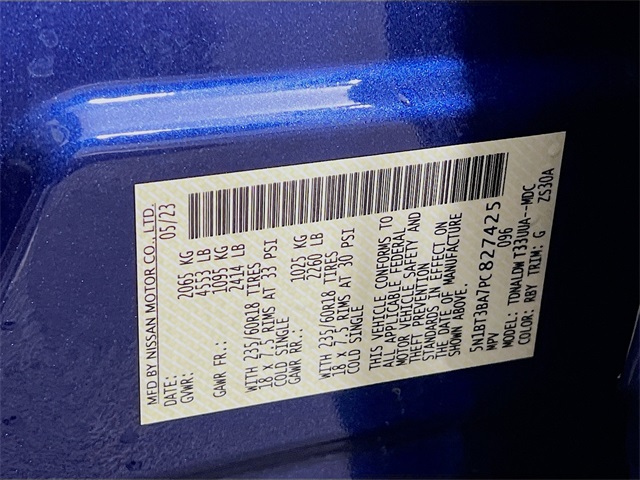 MFD BY NISSAN MOTOR CO., LTD.
DATE: 05/23
GVWR: 2065 KG
4553 LB
GAWR FR.: 1095 KG
2414 LB
WITH 235/60R18 TIRES
18 X 7.5 RIMS AT 33 PSI
COLD SINGLE
GAWR RR.: 1025 KG
2260 LB
WITH 235/60R18 TIRES
18 X 7.5 RIMS AT 30 PSI
COLD SINGLE
THIS VEHICLE CONFORMS TO
ALL APPLICABLE FEDERAL
MOTOR VEHICLE SAFETY AND
THEFT PREVENTION
STANDARDS IN EFFECT ON
THE DATE OF MANUFACTURE
SHOWN ABOVE.
5N1BT3BA7PC827425
MPV 096
MODEL: TONALDW T33UUA--MDC
COLOR: RBY TRIM: G ZS30A